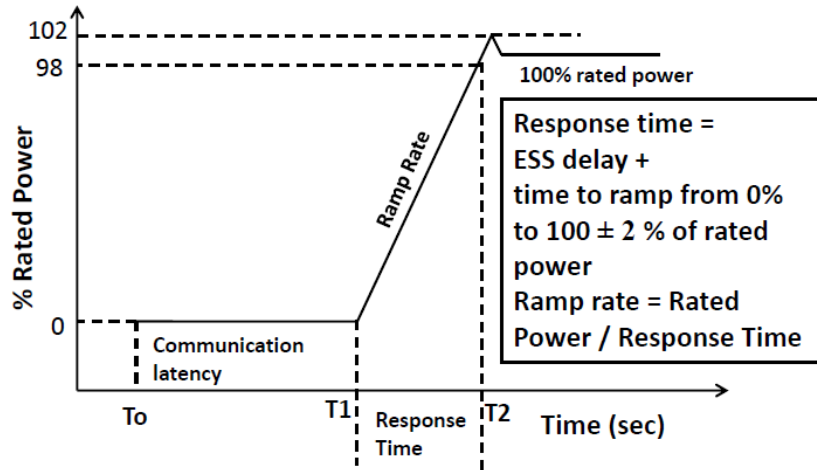 102
98
0
% Rated Power
Ramp Rate
100% rated power
Response time =
ESS delay +
time to ramp from 0%
to 100 ± 2 % of rated
power
Ramp rate = Rated
Power / Response Time
Communication
latency
To
T1
Response
Time
T2
Time (sec)